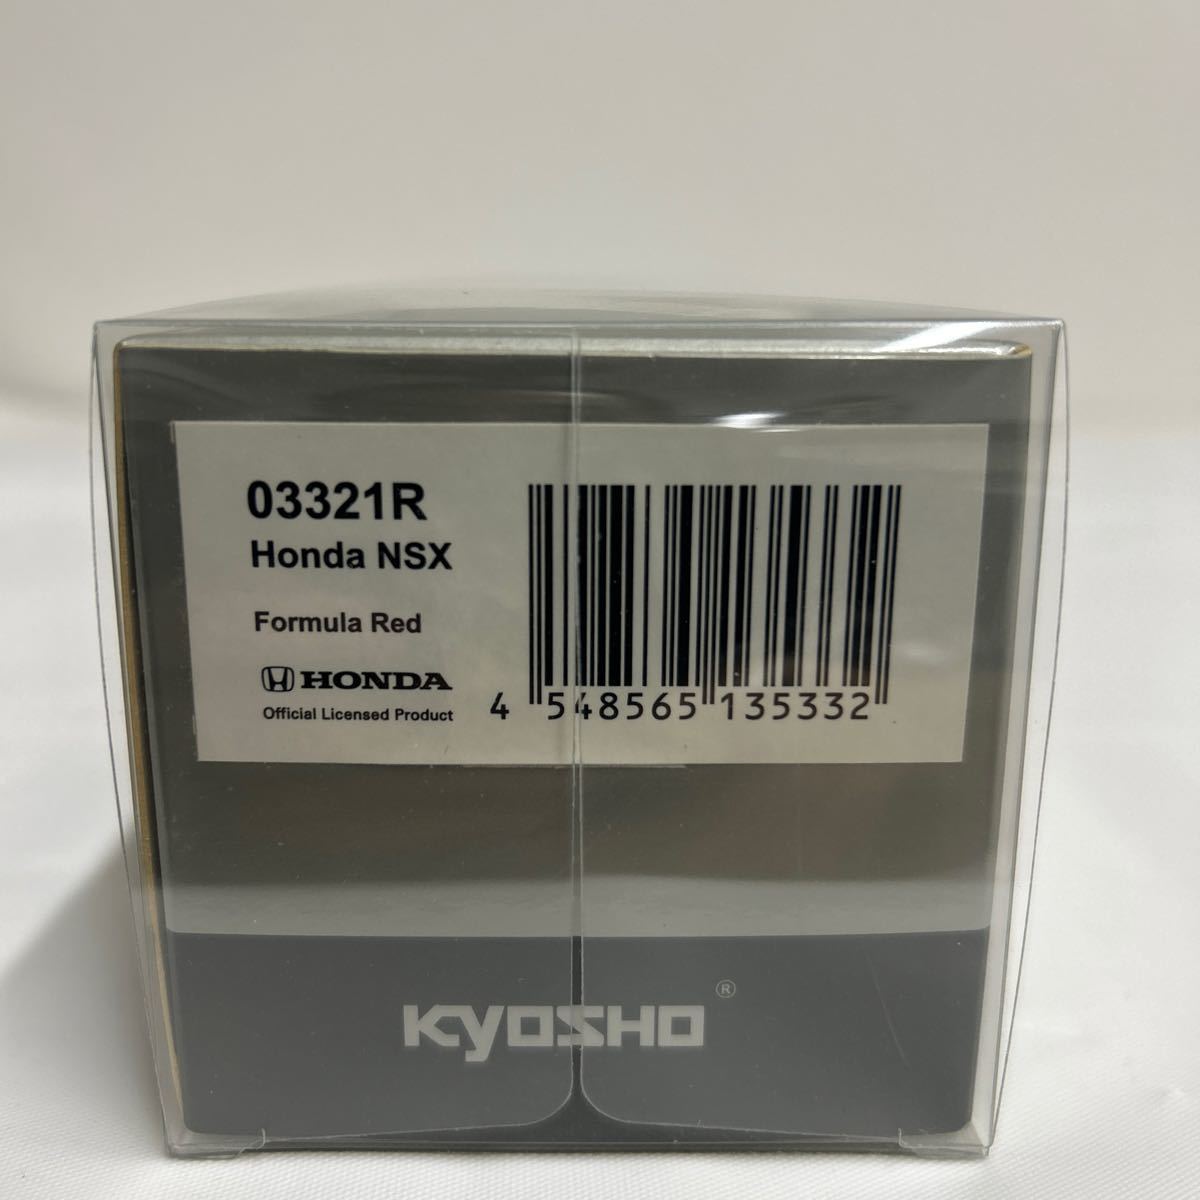 03321R
Honda NSX
Formula Red
HONDA
Official Licensed Product
4 548565 135332
KYOSHO ®